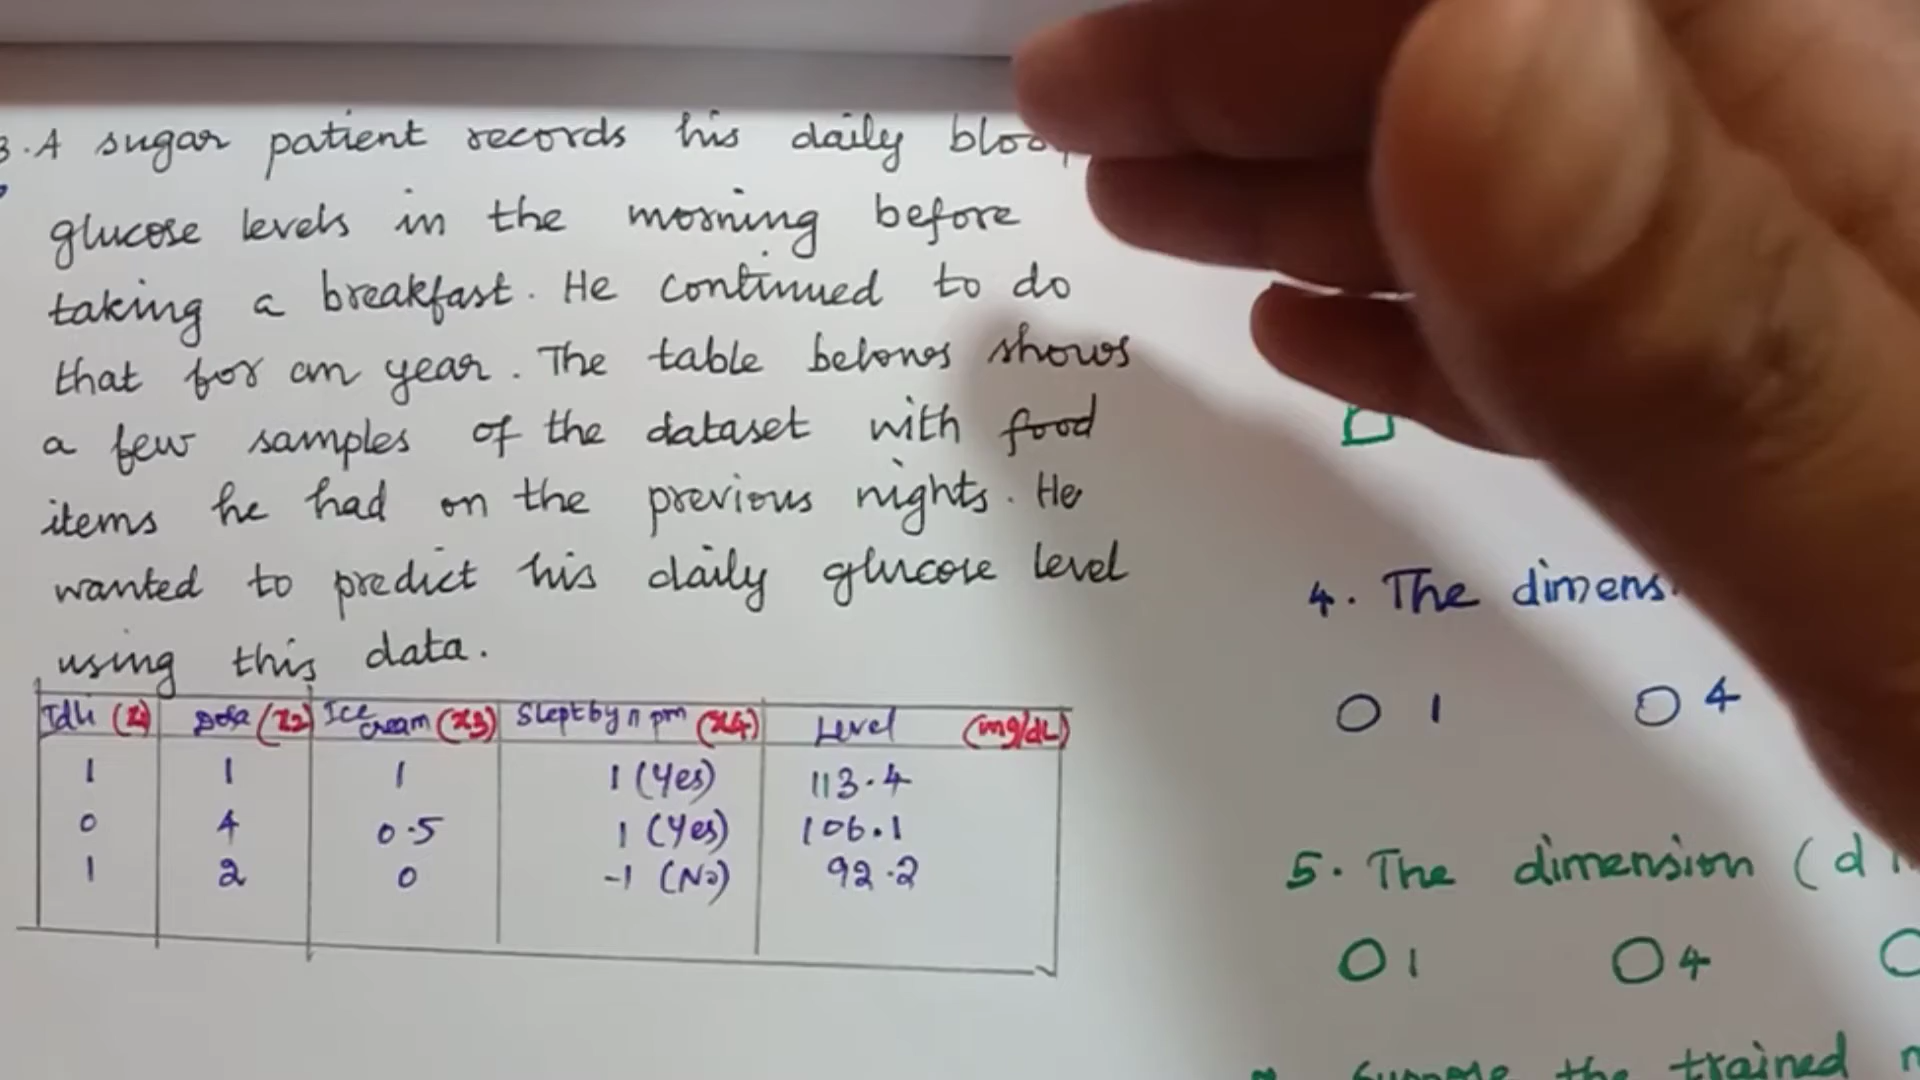 3. A sugar patient records his daily
glucose levels in the morning before
taking a breakfast. He continued to do
that for an year. The table belows shows
a few samples of the dataset with food
items he had on the previous nights. He
wanted to predict his daily glucose level
using this data.
Idli Dosa (x2) Ice cream (x3) Slept by 11 pm (x4) Level (mg/dL)
1 1 1 1 (Yes) 113.4
0 4 0.5 1 (Yes) 106.1
1 2 0 -1 (No) 92.2
4. The
1 4
5. The dimension (
1 4
the trained